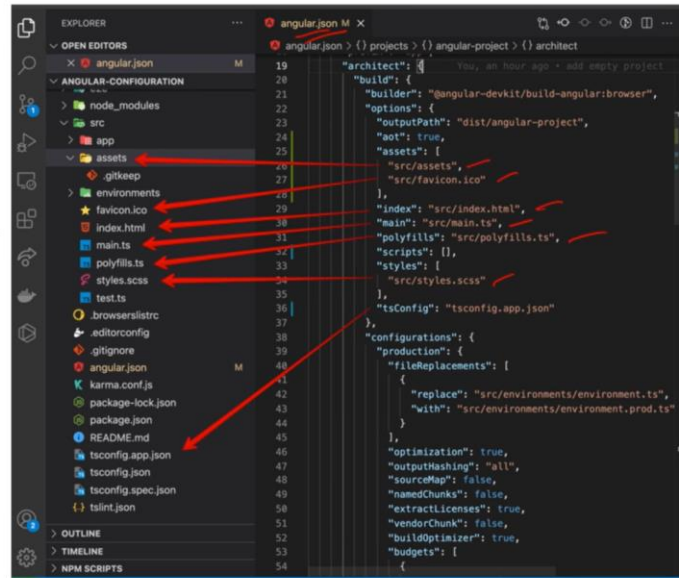 EXPLORER
OPEN EDITORS
angular.json M
ANGULAR-CONFIGURATION
node_modules
src
app
assets
.gitkeep
environments
favicon.ico
index.html
main.ts
polyfills.ts
styles.scss
test.ts
.browserslistrc
.editorconfig
.gitignore
angular.json M
karma.conf.js
package-lock.json
package.json
README.md
tsconfig.app.json
tsconfig.json
tsconfig.spec.json
tslint.json
OUTLINE
TIMELINE
NPM SCRIPTS
1
2
angular.json M
angular.json > {} projects > {} angular-project > {} architect
19 "architect": { You, an hour ago • add empty project
20 "build": {
21 "builder": "@angular-devkit/build-angular:browser",
22 "options": {
23 "outputPath": "dist/angular-project",
24 "aot": true,
25 "assets": [
26 "src/assets",
27 "src/favicon.ico"
28 ],
29 "index": "src/index.html",
30 "main": "src/main.ts",
31 "polyfills": "src/polyfills.ts",
32 "scripts": [],
33 "styles": [
34 "src/styles.scss"
35 ],
36 "tsConfig": "tsconfig.app.json"
37 },
38 "configurations": {
39 "production": {
40 "fileReplacements": [
41 {
42 "replace": "src/environments/environment.ts",
43 "with": "src/environments/environment.prod.ts"
44 }
45 ],
46 "optimization": true,
47 "outputHashing": "all",
48 "sourceMap": false,
49 "namedChunks": false,
50 "extractLicenses": true,
51 "vendorChunk": false,
52 "buildOptimizer": true,
53 "budgets": [
54 {